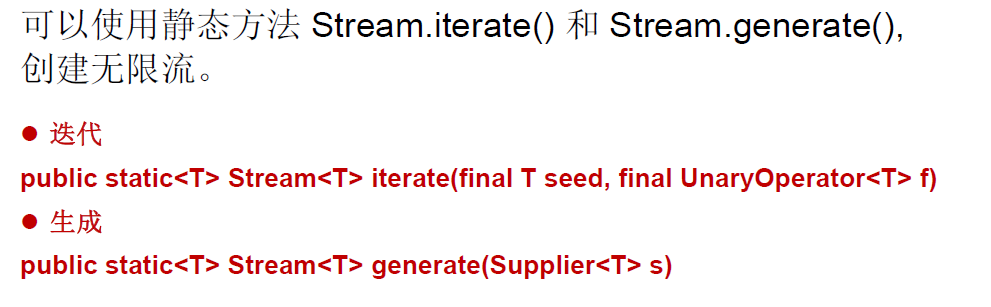 可以使用静态方法 Stream.iterate() 和 Stream.generate(),
创建无限流。
● 迭代
public static<T> Stream<T> iterate(final T seed, final UnaryOperator<T> f)
● 生成
public static<T> Stream<T> generate(Supplier<T> s)